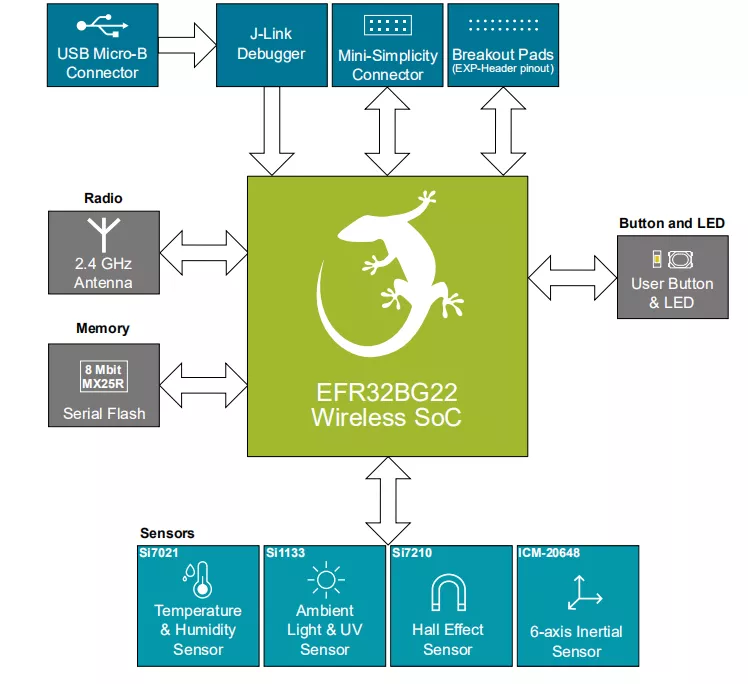 USB Micro-B
Connector
J-Link
Debugger
Mini-Simplicity
Connector
Breakout Pads
(EXP-Header pinout)
Radio
2.4 GHz
Antenna
Button and LED
User Button
& LED
Memory
8 Mbit
MX25R
Serial Flash
EFR32BG22
Wireless SoC
Sensors
Si7021
Temperature
& Humidity
Sensor
Si1133
Ambient
Light & UV
Sensor
Si7210
Hall Effect
Sensor
ICM-20648
6-axis Inertial
Sensor